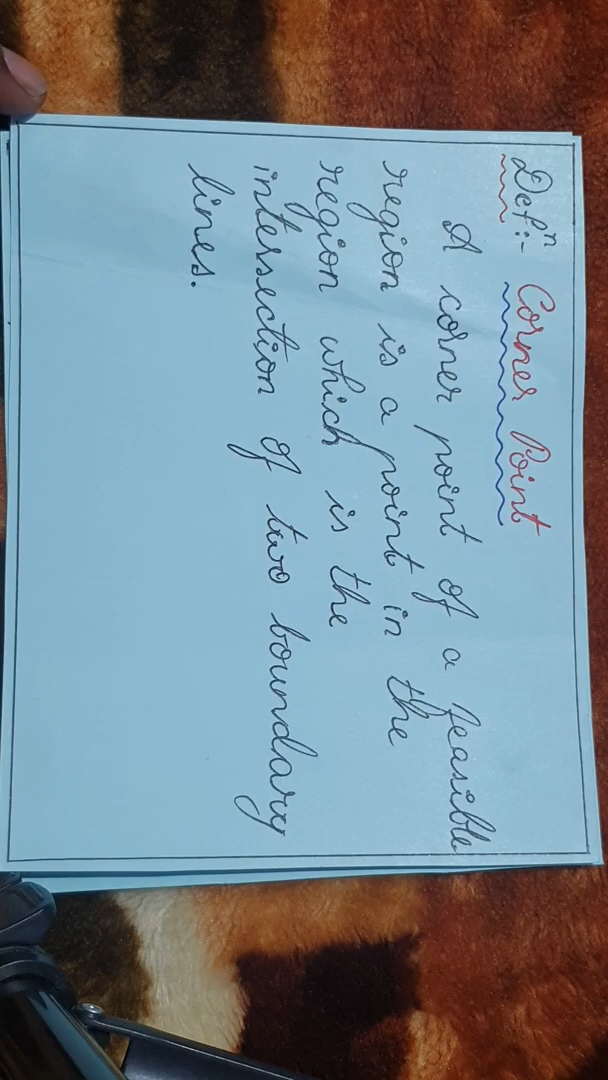 Defⁿ:- Corner Point
A corner point of a feasible
region is a point in the
region which is the
intersection of two boundary
lines.